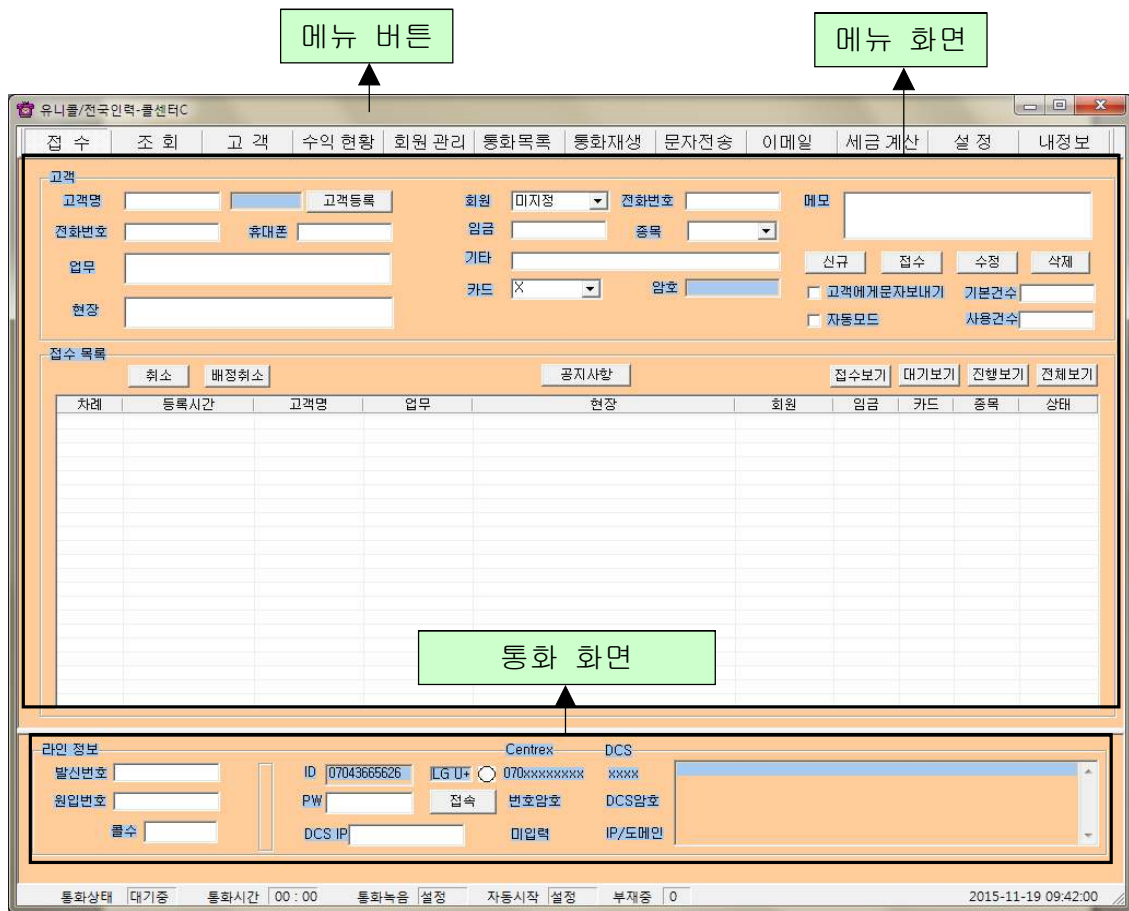 메뉴 버튼
메뉴 화면
유니콜/전국인력-콜센터C
접 수 조 회 고 객 수익 현황 회원 관리 통화목록 통화재생 문자전송 이메일 세금 계산 설 정 내정보
고객
고객명 고객등록 회원 미지정 전화번호 메모
전화번호 휴대폰 임금 종목
업무 기타 신규 접수 수정 삭제
카드 X 암호 고객에게문자보내기 기본건수
현장 자동모드 사용건수
접수 목록
취소 배정취소 공지사항 접수보기 대기보기 진행보기 전체보기
차례 등록시간 고객명 업무 현장 회원 임금 카드 종목 상태
통화 화면
라인 정보 Centrex DCS
발신번호 ID 07043665626 LG U+ 070xxxxxxxx xxxx
원입번호 PW 접속 번호암호 DCS암호
콜수 DCS IP 미입력 IP/도메인
통화상태 대기중 통화시간 00 : 00 통화녹음 설정 자동시작 설정 부재중 0 2015-11-19 09:42:00